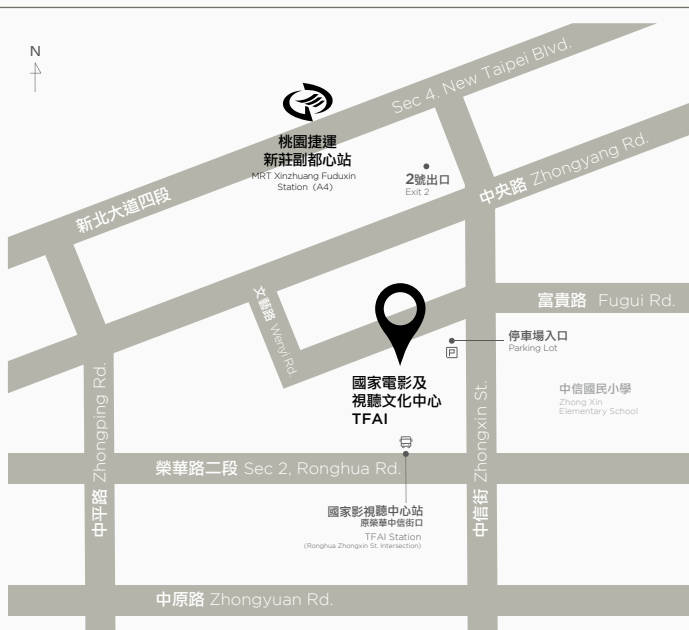 N
Sec 4, New Taipei Blvd.
桃園捷運
新莊副都心站
MRT Xinzhuang Fuduxin
Station (A4)
2號出口
Exit 2
中央路 Zhongyang Rd.
新北大道四段
文藝路 Wenyi Rd.
富貴路 Fugui Rd.
停車場入口
Parking Lot
P
國家電影及
視聽文化中心
TFAI
中信國民小學
Zhong Xin
Elementary School
中平路 Zhongping Rd.
中信街 Zhongxin St.
榮華路二段 Sec 2, Ronghua Rd.
國家影視聽中心站
原榮華中信街口
TFAI Station
(Ronghua Zhongxin St. Intersection)
中原路 Zhongyuan Rd.